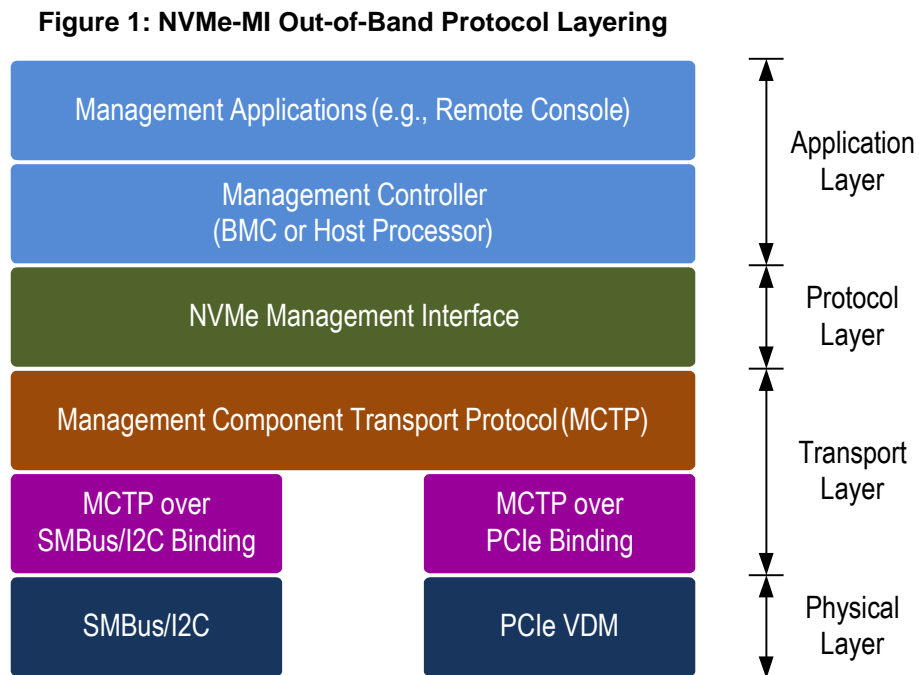 Figure 1: NVMe-MI Out-of-Band Protocol Layering
Management Applications (e.g., Remote Console)
Management Controller
(BMC or Host Processor)
Application
Layer
NVMe Management Interface
Protocol
Layer
Management Component Transport Protocol (MCTP)
MCTP over
SMBus/I2C Binding
MCTP over
PCIe Binding
Transport
Layer
SMBus/I2C
PCIe VDM
Physical
Layer